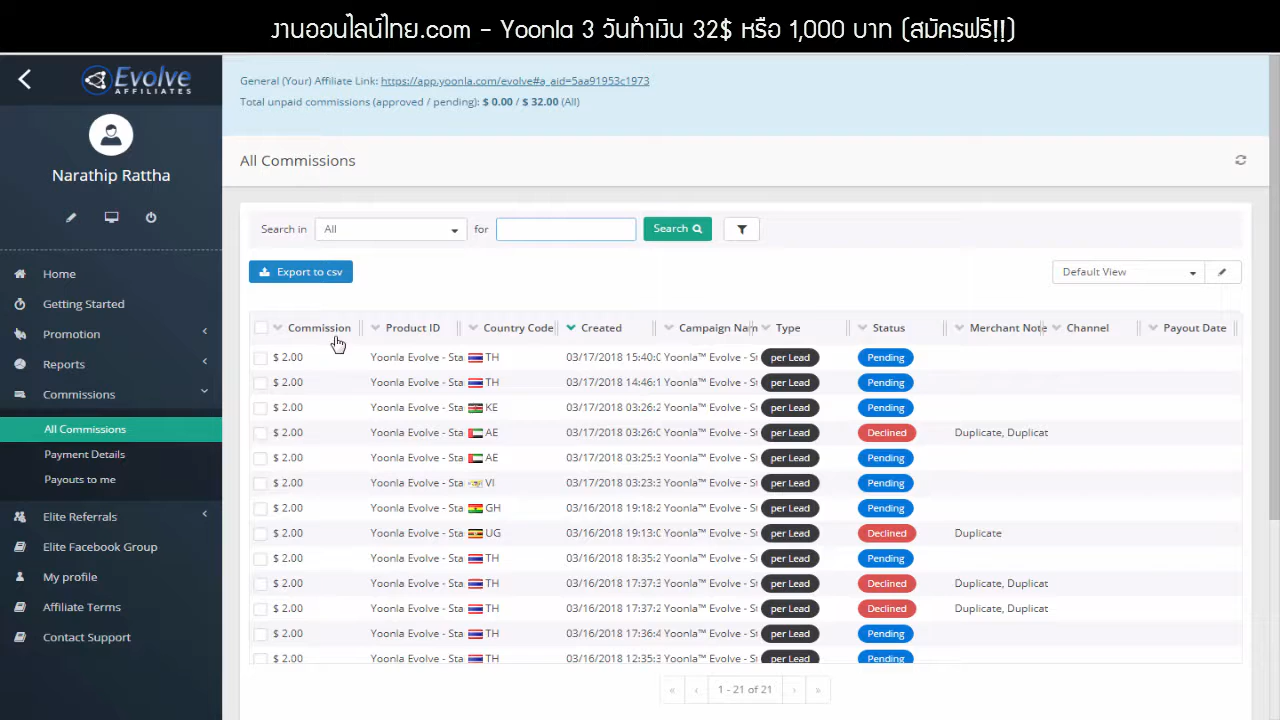 งานออนไลน์ไทย.com - Yoonla 3 วันทำเงิน 32$ หรือ 1,000 บาท (สมัครฟรี!!)
Evolve
AFFILIATES
Narathip Rattha
Home
Getting Started
Promotion
Reports
Commissions
All Commissions
Payment Details
Payouts to me
Elite Referrals
Elite Facebook Group
My profile
Affiliate Terms
Contact Support
General (Your) Affiliate Link: https://app.yoonla.com/evolve#a_aid=5aa91953c1973
Total unpaid commissions (approved / pending): $ 0.00 / $ 32.00 (All)
All Commissions
Search in All for Search
Export to csv Default View
Commission Product ID Country Code Created Campaign Nam Type Status Merchant Note Channel Payout Date
$ 2.00 Yoonla Evolve - Sta TH 03/17/2018 15:40:0 Yoonla™ Evolve - S per Lead Pending
$ 2.00 Yoonla Evolve - Sta TH 03/17/2018 14:46:1 Yoonla™ Evolve - S per Lead Pending
$ 2.00 Yoonla Evolve - Sta KE 03/17/2018 03:26:2 Yoonla™ Evolve - S per Lead Pending
$ 2.00 Yoonla Evolve - Sta AE 03/17/2018 03:26:0 Yoonla™ Evolve - S per Lead Declined Duplicate, Duplicat
$ 2.00 Yoonla Evolve - Sta AE 03/17/2018 03:25:3 Yoonla™ Evolve - S per Lead Pending
$ 2.00 Yoonla Evolve - Sta VI 03/17/2018 03:23:3 Yoonla™ Evolve - S per Lead Pending
$ 2.00 Yoonla Evolve - Sta GH 03/16/2018 19:18:2 Yoonla™ Evolve - S per Lead Pending
$ 2.00 Yoonla Evolve - Sta UG 03/16/2018 19:13:0 Yoonla™ Evolve - S per Lead Declined Duplicate
$ 2.00 Yoonla Evolve - Sta TH 03/16/2018 18:35:2 Yoonla™ Evolve - S per Lead Pending
$ 2.00 Yoonla Evolve - Sta TH 03/16/2018 17:37:3 Yoonla™ Evolve - S per Lead Declined Duplicate, Duplicat
$ 2.00 Yoonla Evolve - Sta TH 03/16/2018 17:37:2 Yoonla™ Evolve - S per Lead Declined Duplicate, Duplicat
$ 2.00 Yoonla Evolve - Sta TH 03/16/2018 17:36:4 Yoonla™ Evolve - S per Lead Pending
$ 2.00 Yoonla Evolve - Sta TH 03/16/2018 12:35:3 Yoonla™ Evolve - S per Lead Pending
« ‹ 1 - 21 of 21 › »